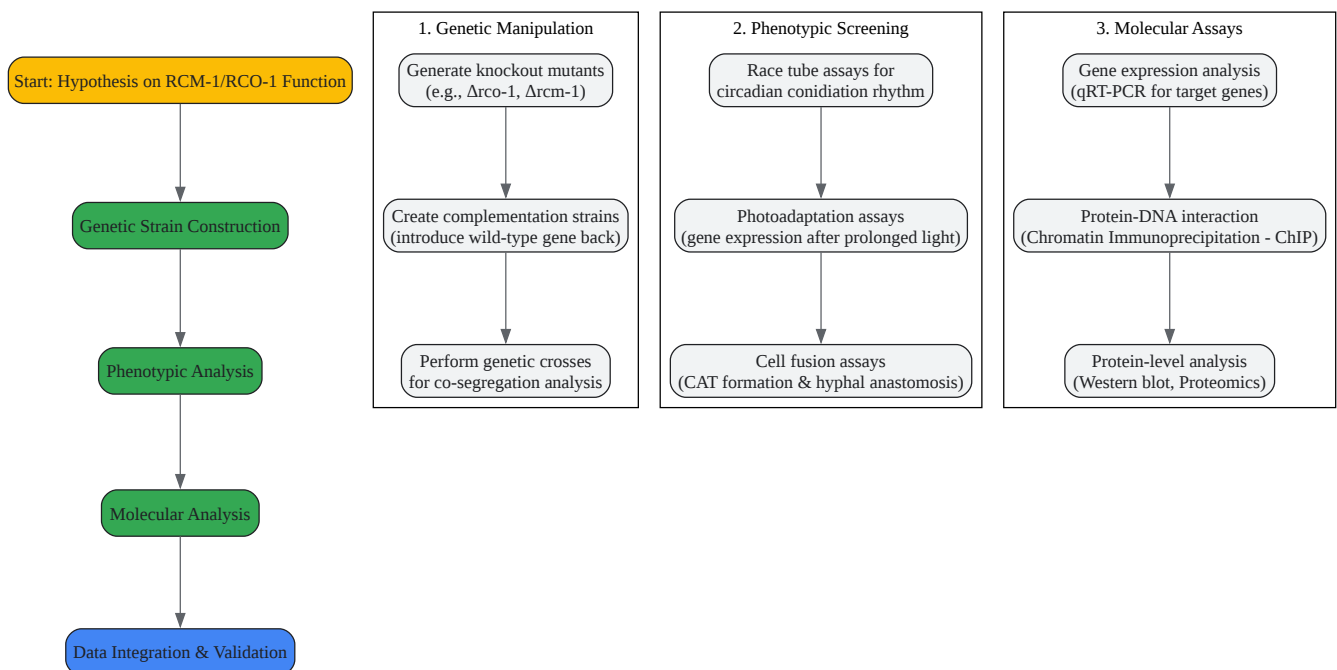 Start: Hypothesis on RCM-1/RCO-1 Function
Genetic Strain Construction
Phenotypic Analysis
Molecular Analysis
Data Integration & Validation
1. Genetic Manipulation
Generate knockout mutants
(e.g., Δrco-1, Δrcm-1)
Create complementation strains
(introduce wild-type gene back)
Perform genetic crosses
for co-segregation analysis
2. Phenotypic Screening
Race tube assays for
circadian conidiation rhythm
Photoadaptation assays
(gene expression after prolonged light)
Cell fusion assays
(CAT formation & hyphal anastomosis)
3. Molecular Assays
Gene expression analysis
(qRT-PCR for target genes)
Protein-DNA interaction
(Chromatin Immunoprecipitation - ChIP)
Protein-level analysis
(Western blot, Proteomics)